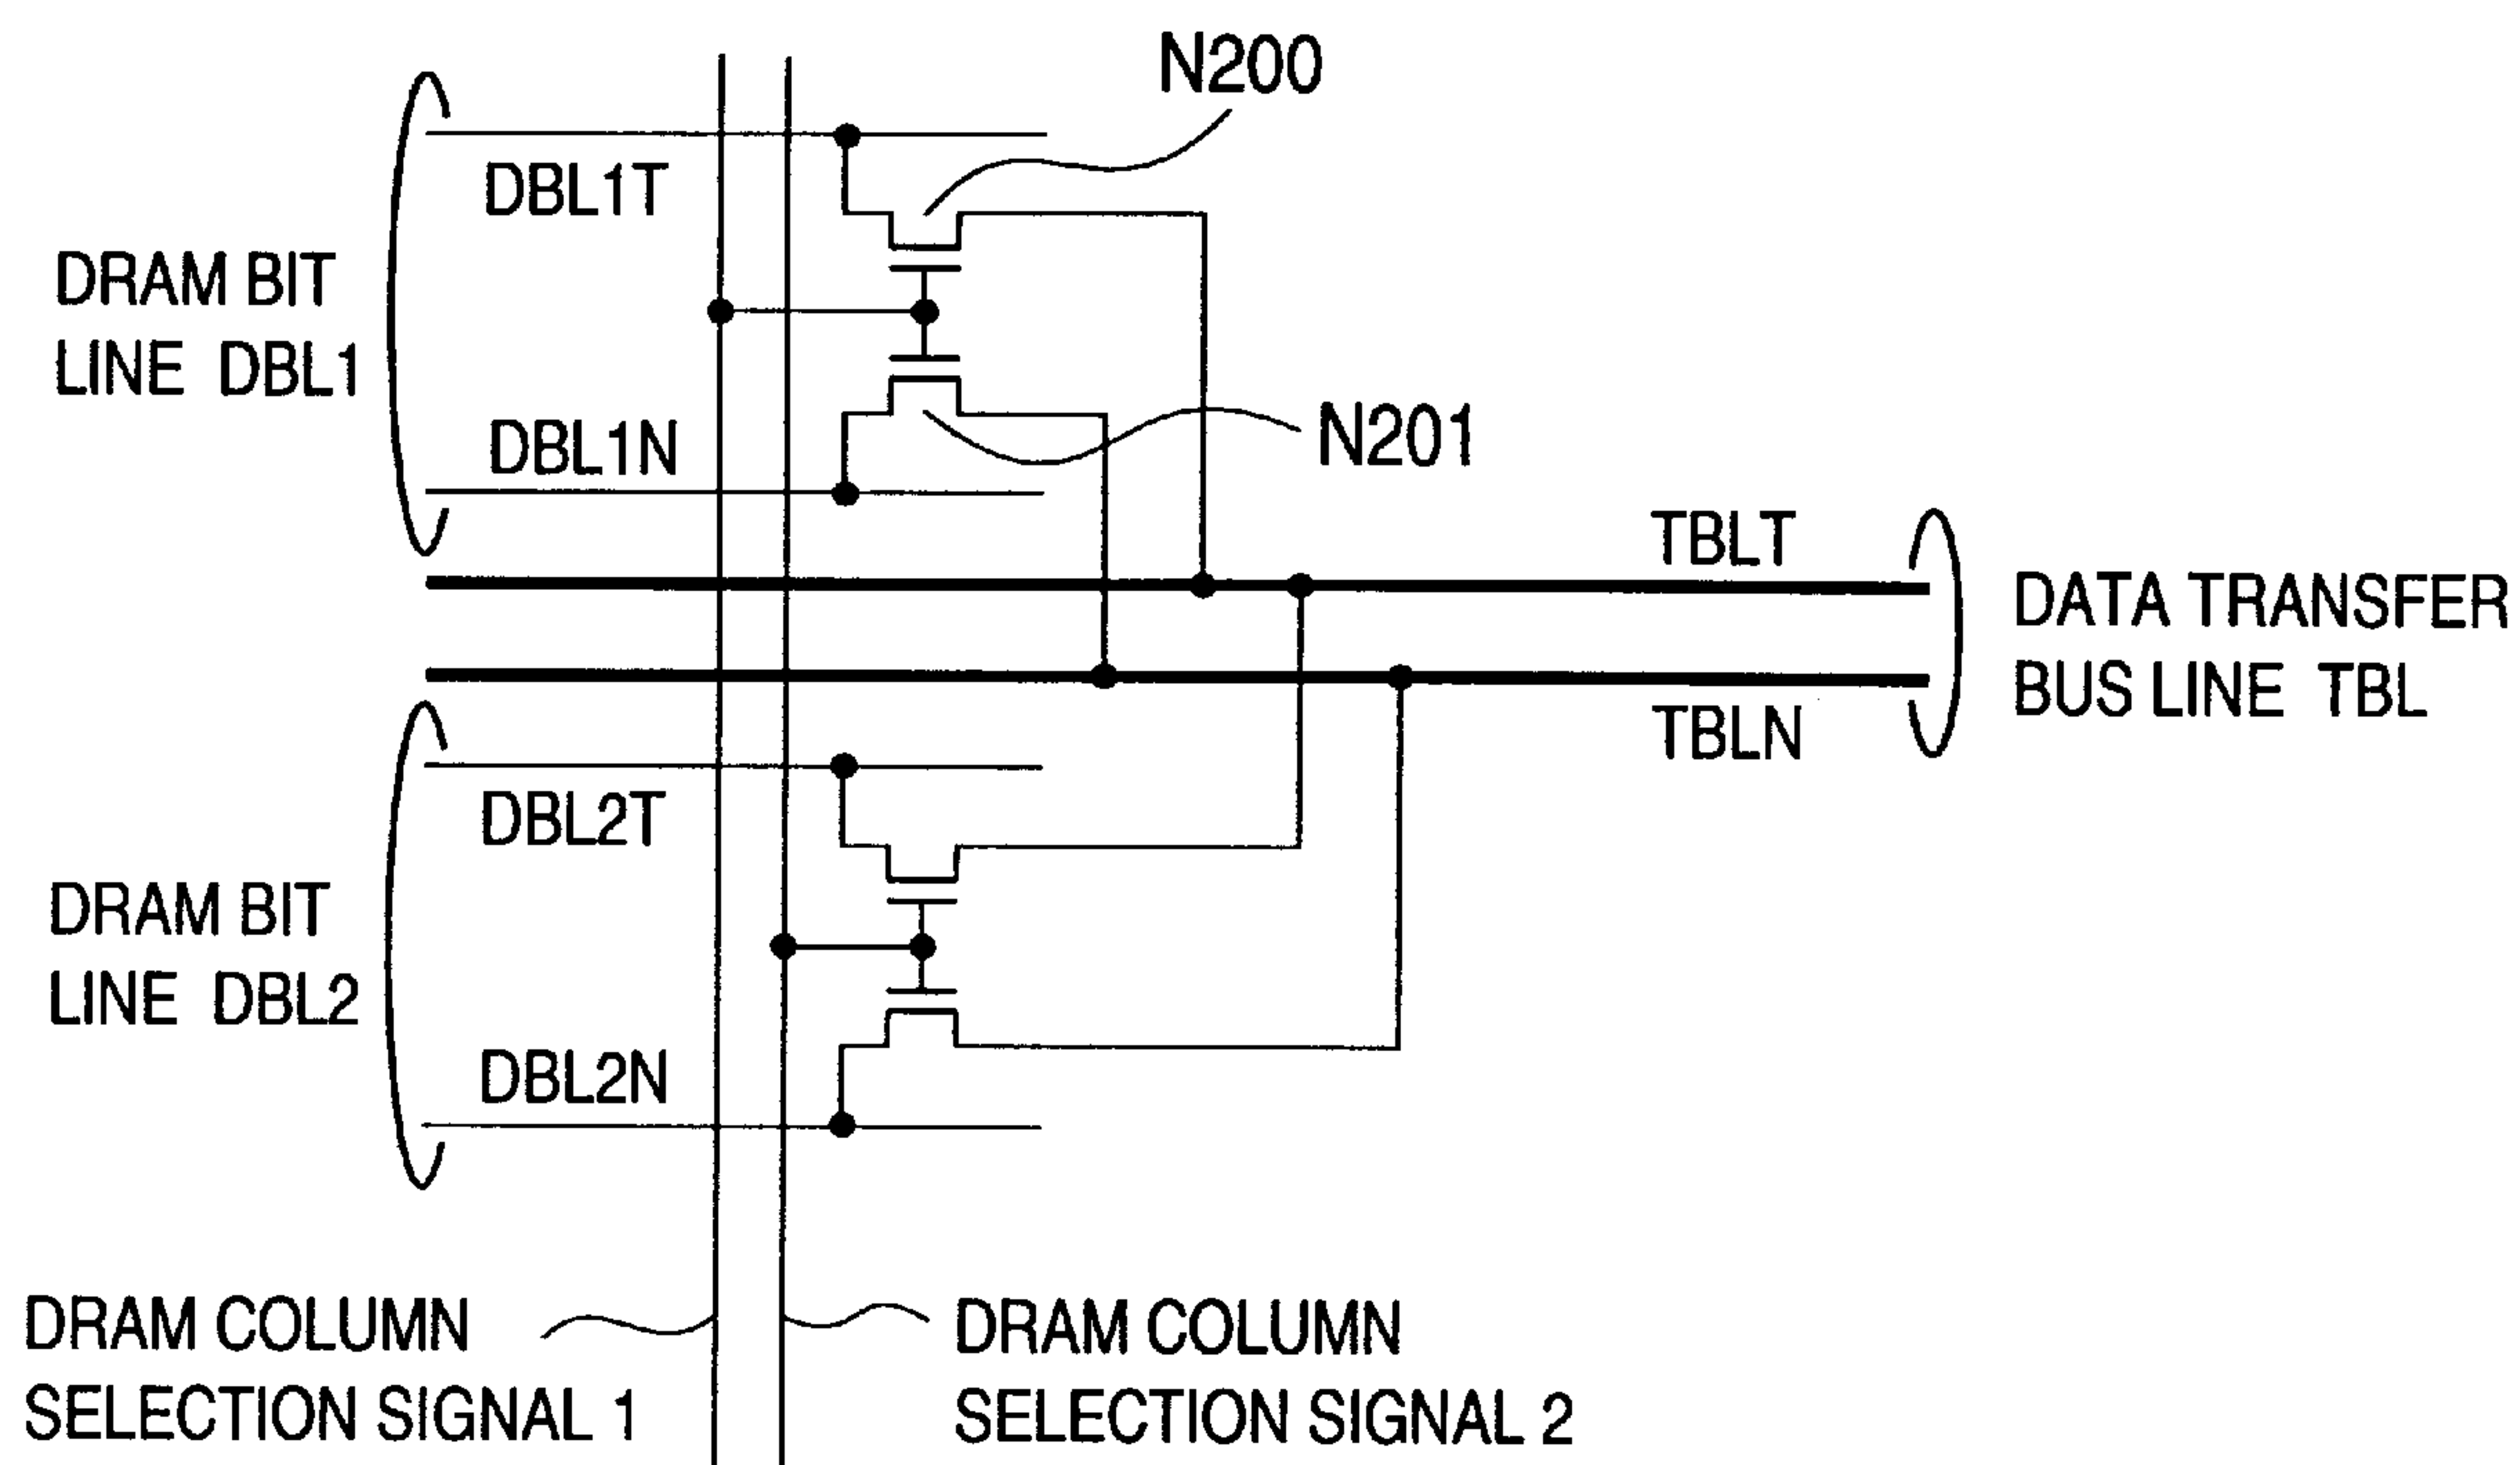 N200
DBL1T
DRAM BIT
LINE DBL1
DBL1N
N201
TBLT
DATA TRANSFER
BUS LINE TBL
TBLN
DBL2T
DRAM BIT
LINE DBL2
DBL2N
DRAM COLUMN
SELECTION SIGNAL 1
DRAM COLUMN
SELECTION SIGNAL 2